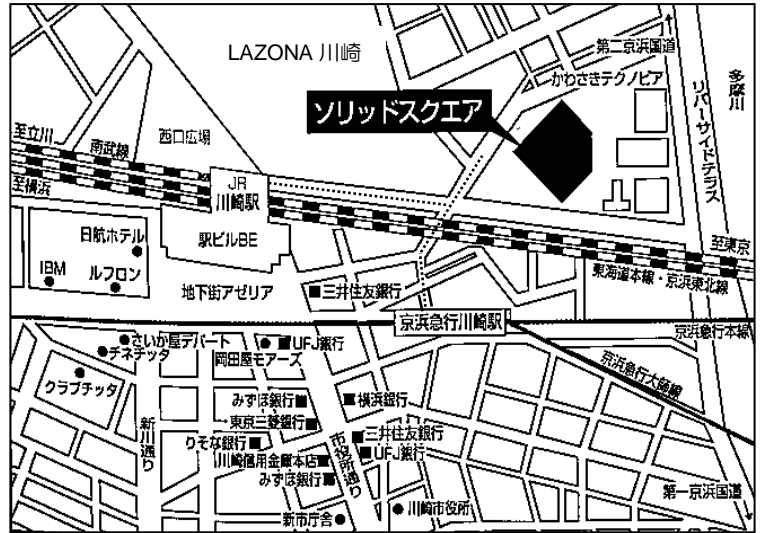 LAZONA 川崎
第二京浜国道
かわさきテクノピア
多摩川
リバーサイドテラス
ソリッドスクエア
至立川
南武線
西口広場
至横浜
JR
川崎駅
日航ホテル
駅ビルBE
至東京
東海道本線・京浜東北線
IBM
ルフロン
地下街アゼリア
三井住友銀行
京浜急行川崎駅
京浜急行本線
さいか屋デパート
チネチッタ
UFJ銀行
岡田屋モアーズ
京浜急行大師線
クラブチッタ
みずほ銀行
横浜銀行
新川通り
東京三菱銀行
市役所通り
りそな銀行
三井住友銀行
UFJ銀行
川崎信用金庫本店
みずほ銀行
第一京浜国道
新市庁舎
川崎市役所